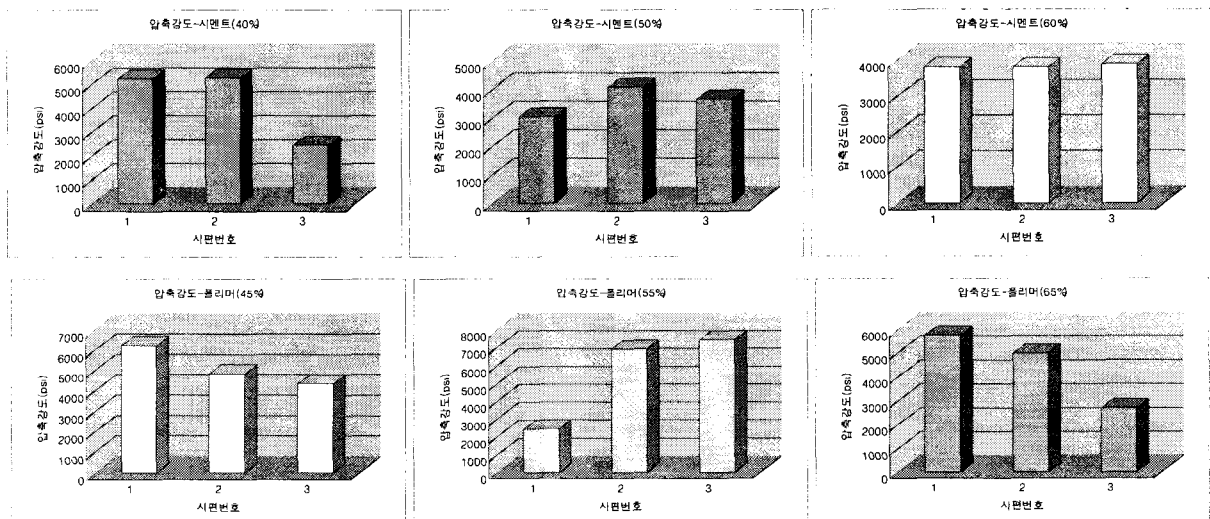 압축강도-시멘트(40%)
압축강도(psi)
6000
5000
4000
3000
2000
1000
0
1 2 3
시편번호
압축강도-시멘트(50%)
압축강도(psi)
5000
4000
3000
2000
1000
0
1 2 3
시편번호
압축강도-시멘트(60%)
압축강도(psi)
4000
3000
2000
1000
0
1 2 3
시편번호
압축강도-폴리머(45%)
압축강도(psi)
7000
6000
5000
4000
3000
2000
1000
0
1 2 3
시편번호
압축강도-폴리머(55%)
압축강도(psi)
8000
7000
6000
5000
4000
3000
2000
1000
0
1 2 3
시편번호
압축강도-폴리머(65%)
압축강도(psi)
6000
5000
4000
3000
2000
1000
0
1 2 3
시편번호